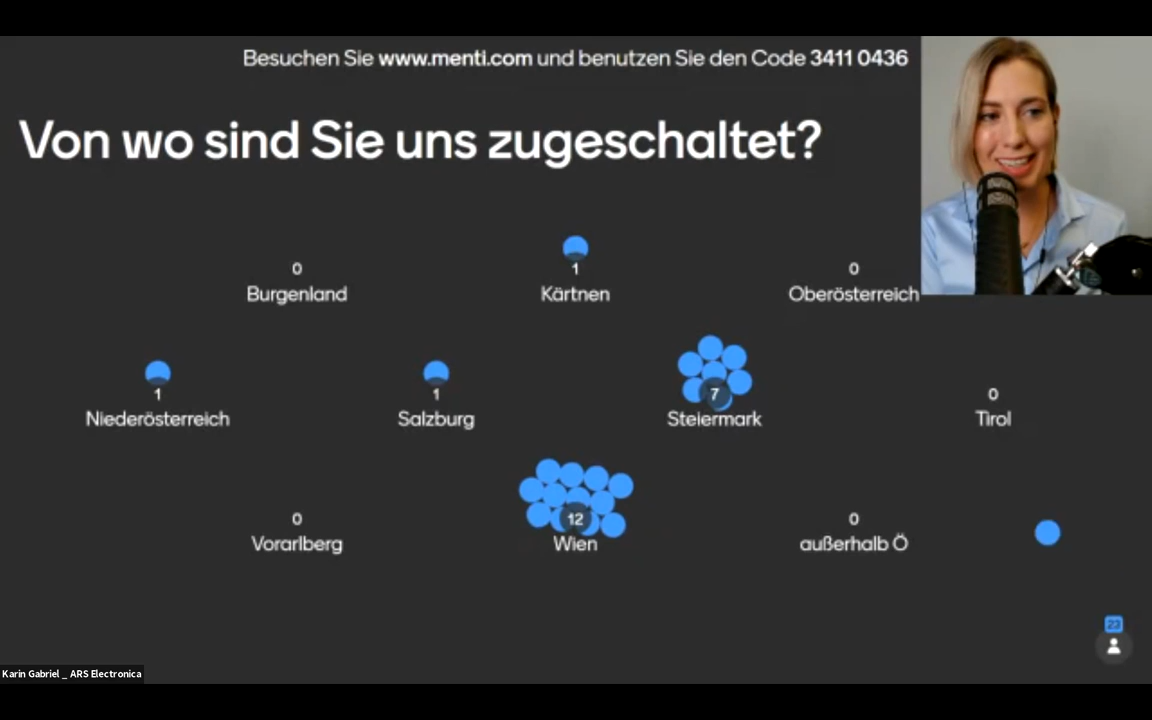 Besuchen Sie www.menti.com und benutzen Sie den Code 3411 0436
Von wo sind Sie uns zugeschaltet?
0
Burgenland
1
Kärtnen
0
Oberösterreich
1
Niederösterreich
1
Salzburg
7
Steiermark
0
Tirol
0
Vorarlberg
12
Wien
0
außerhalb Ö
23
Karin Gabriel _ ARS Electronica